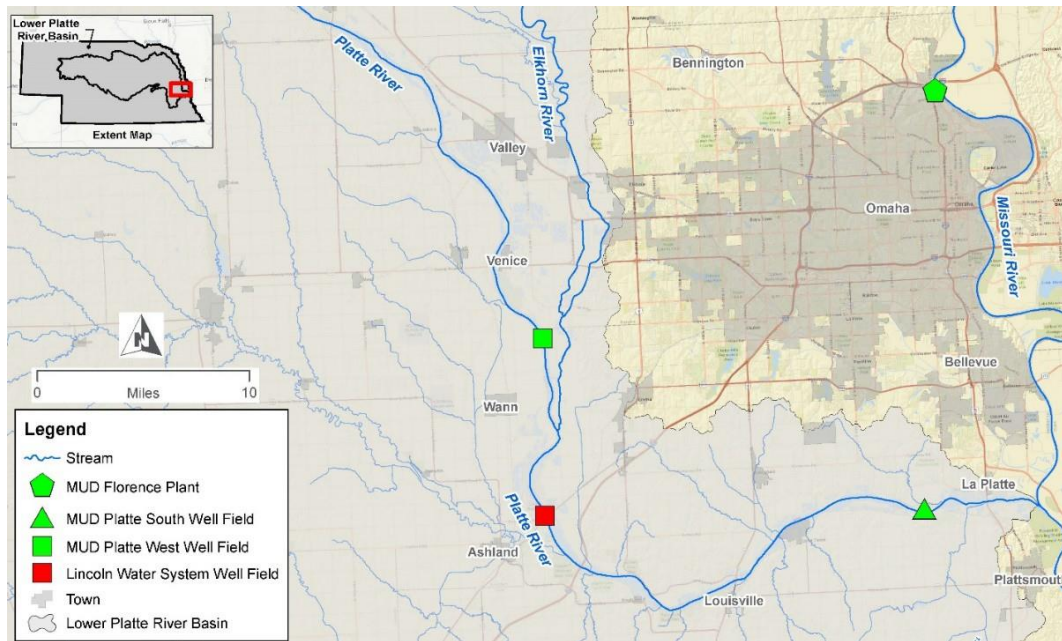 Lower Platte
River Basin
Extent Map
Platte River
Elkhorn River
Bennington
Valley
Omaha
Omaha
Missouri River
Venice
N
0 10
Miles
Bellevue
Wann
Legend
Stream
MUD Florence Plant
MUD Platte South Well Field
MUD Platte West Well Field
Lincoln Water System Well Field
Town
Lower Platte River Basin
La Platte
Platte River
Ashland
Plattsmouth
Louisville